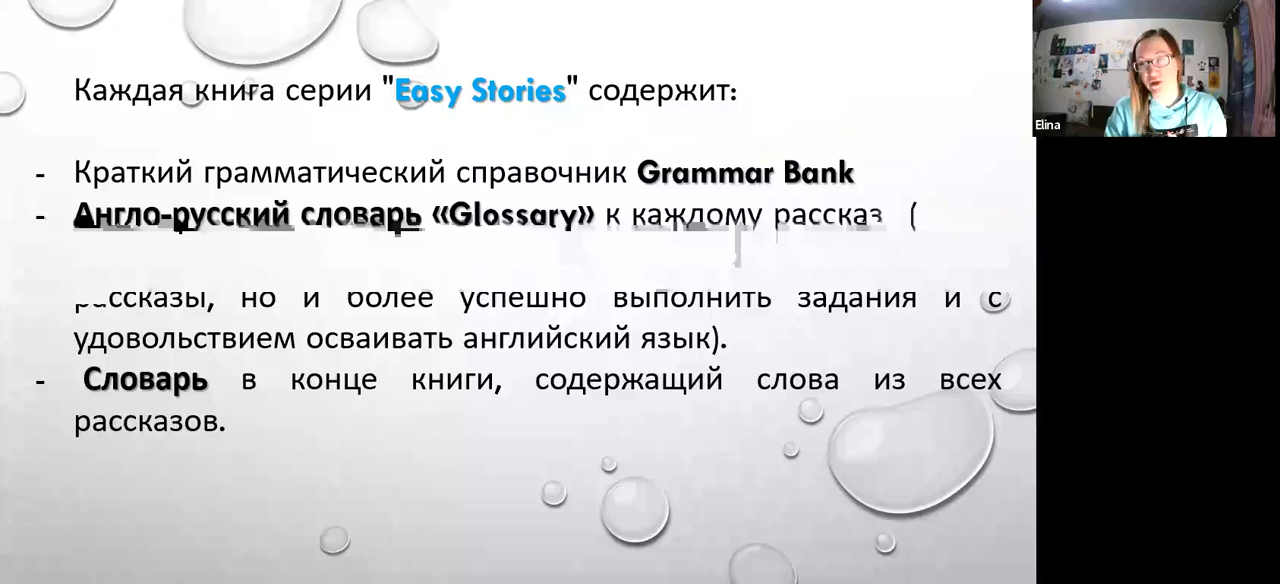 Каждая книга серии "Easy Stories" содержит:
- Краткий грамматический справочник Grammar Bank
- Англо-русский словарь «Glossary» к каждому рассказ (
рассказы, но и более успешно выполнить задания и с
удовольствием осваивать английский язык).
- Словарь в конце книги, содержащий слова из всех
рассказов.
Elina